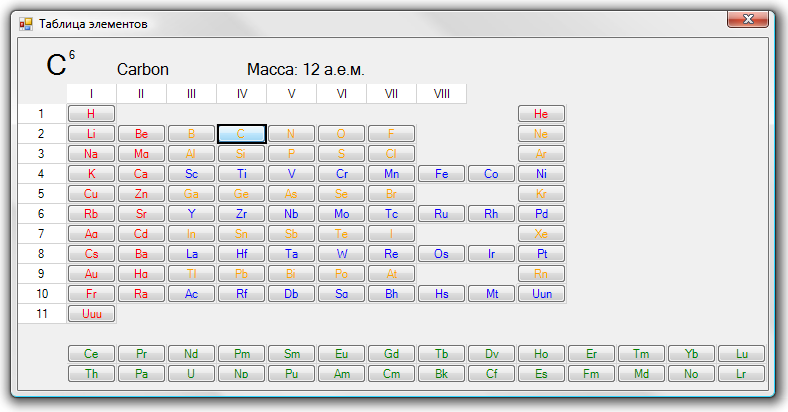 Таблица элементов
C 6
Carbon Масса: 12 а.е.м.
I II III IV V VI VII VIII
1 H He
2 Li Be B C N O F Ne
3 Na Mg Al Si P S Cl Ar
4 K Ca Sc Ti V Cr Mn Fe Co Ni
5 Cu Zn Ga Ge As Se Br Kr
6 Rb Sr Y Zr Nb Mo Tc Ru Rh Pd
7 Ag Cd In Sn Sb Te I Xe
8 Cs Ba La Hf Ta W Re Os Ir Pt
9 Au Hg Tl Pb Bi Po At Rn
10 Fr Ra Ac Rf Db Sg Bh Hs Mt Uun
11 Uuu
Ce Pr Nd Pm Sm Eu Gd Tb Dy Ho Er Tm Yb Lu
Th Pa U Np Pu Am Cm Bk Cf Es Fm Md No Lr